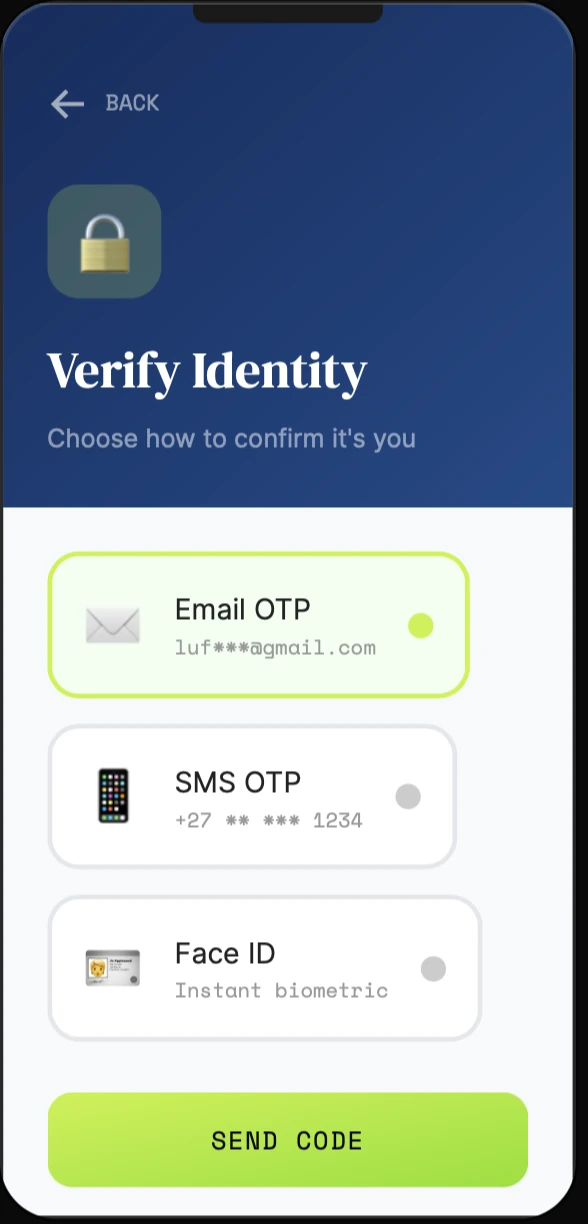 BACK
Verify Identity
Choose how to confirm it's you
Email OTP
luf***@gmail.com
SMS OTP
+27 ** *** 1234
Face ID
Instant biometric
SEND CODE